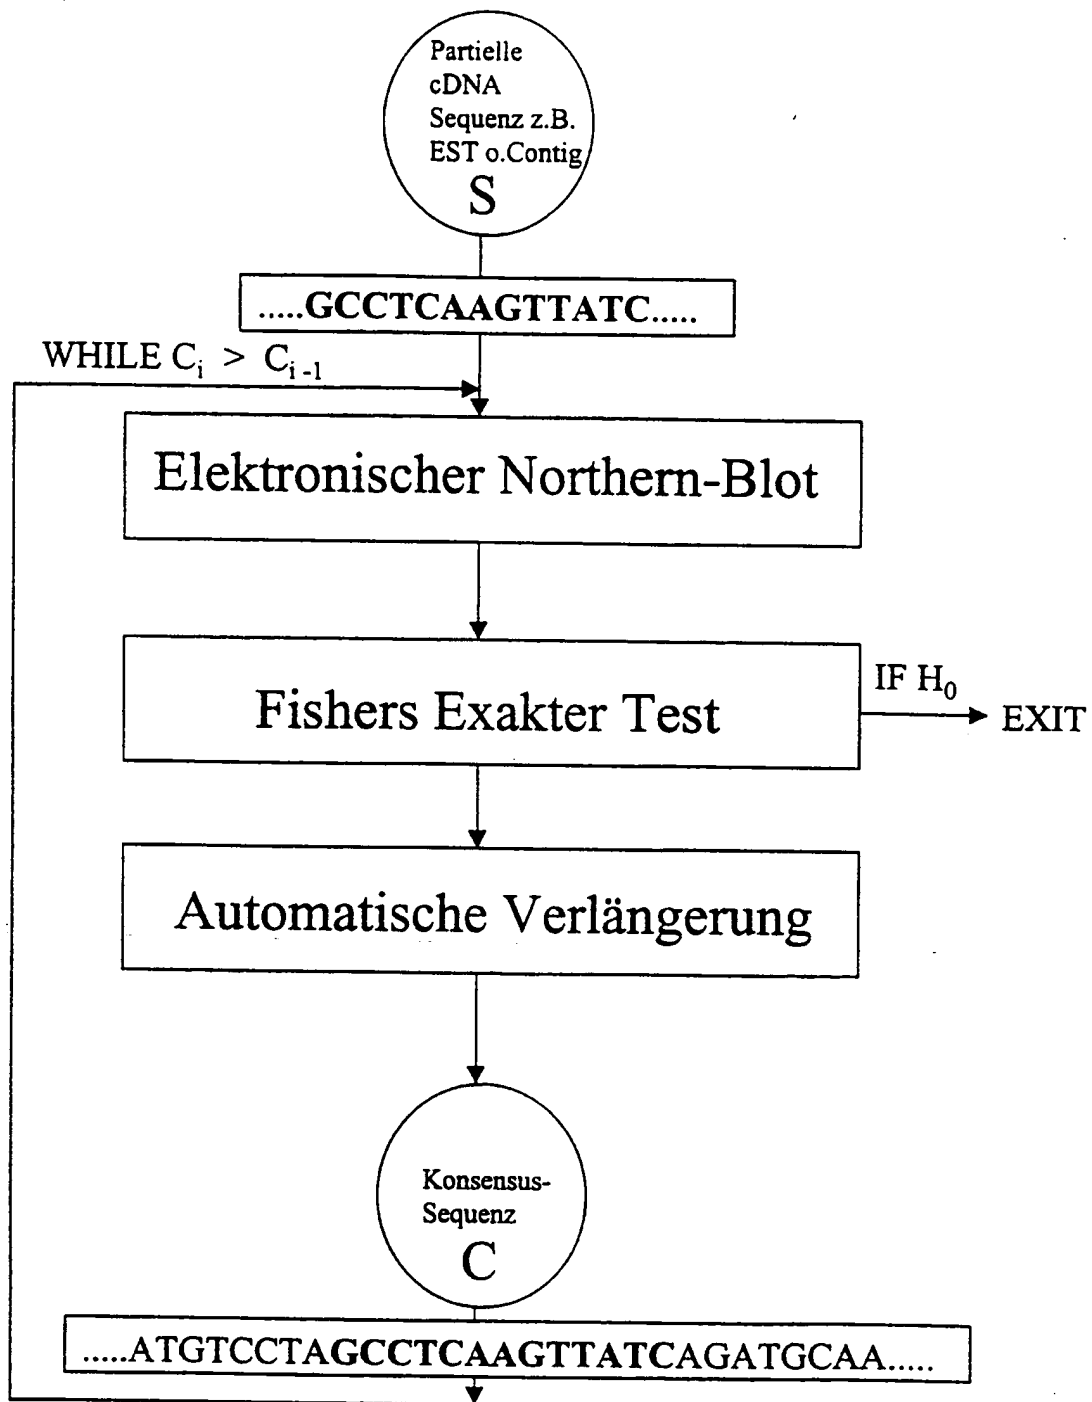 Partielle
cDNA
Sequenz z.B.
EST o.Contig
S
.....GCCTCAAGTTATC.....
WHILE Cᵢ > Cᵢ₋₁
Elektronischer Northern-Blot
IF H₀
Fishers Exakter Test
EXIT
Automatische Verlängerung
Konsensus-
Sequenz
C
.....ATGTCCTAGCCTCAAGTTATCAGATGCAA.....